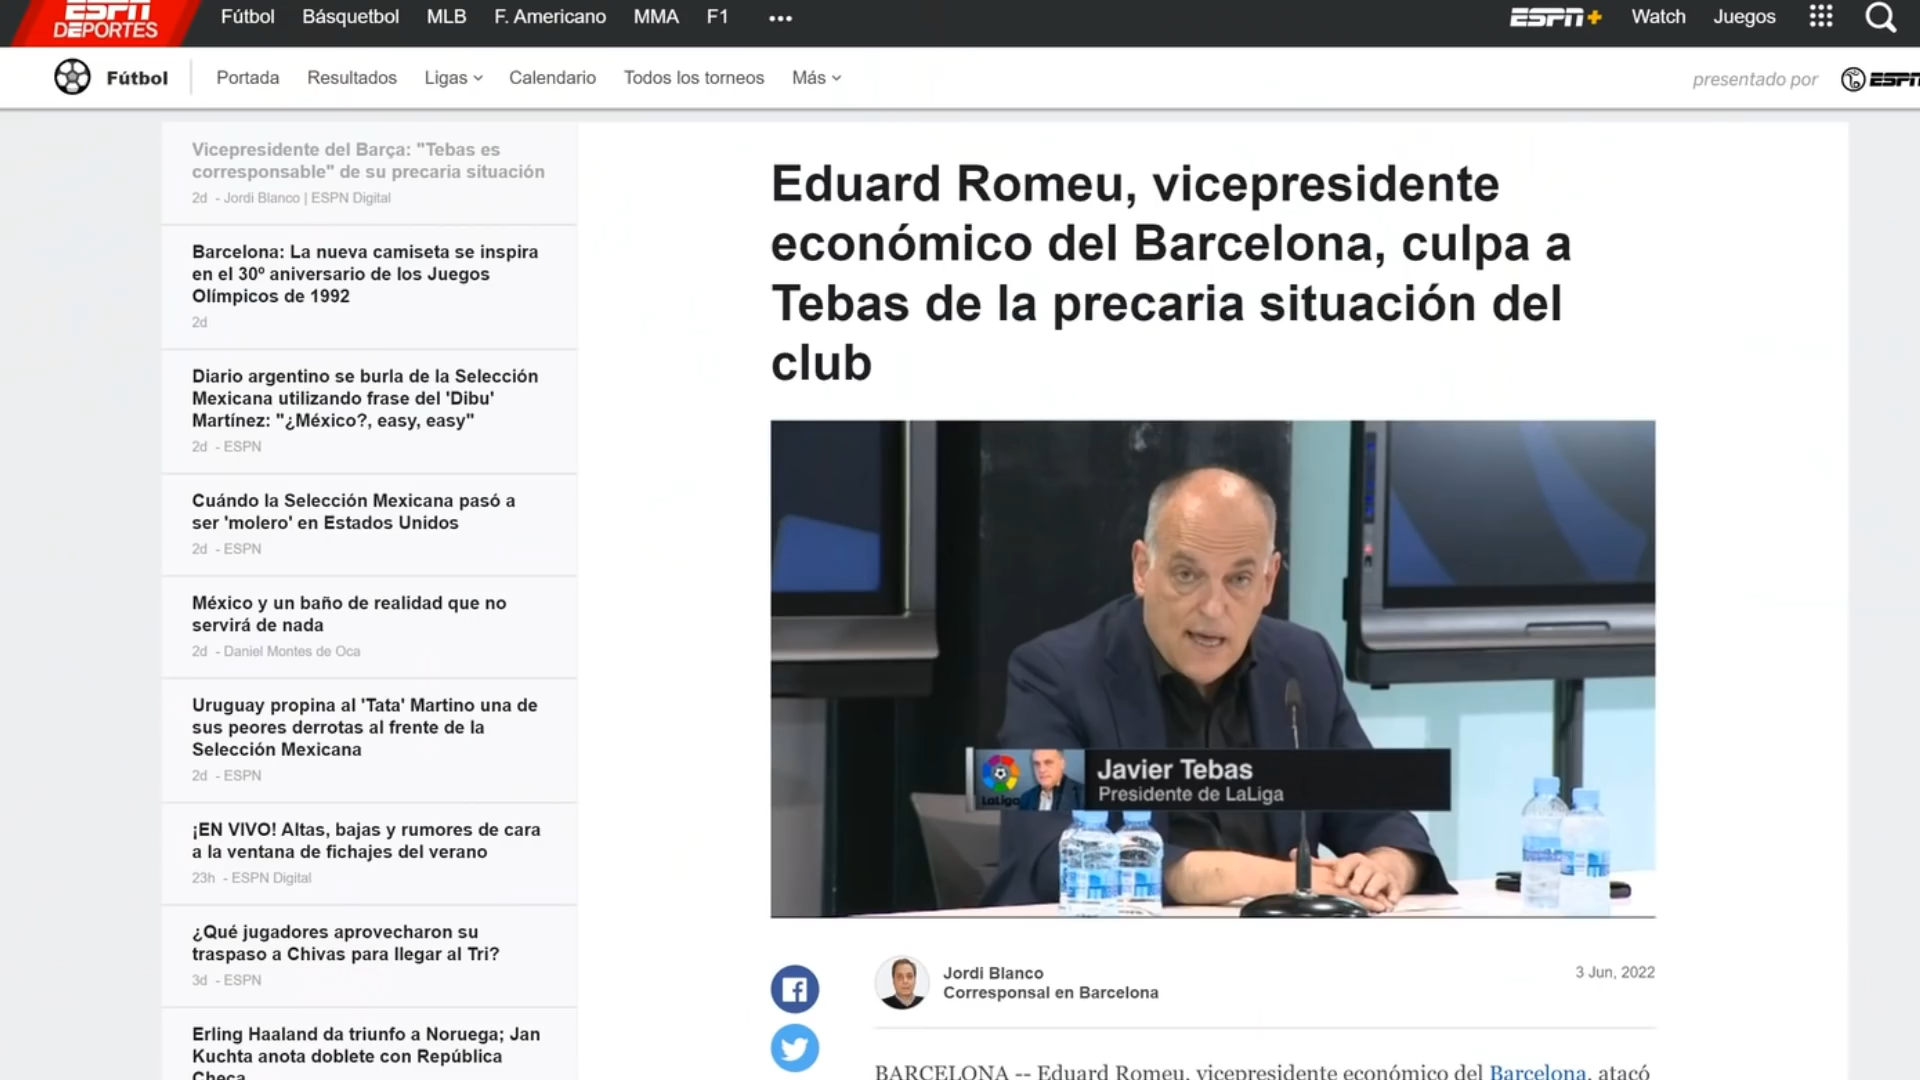 ESPN
DEPORTES
Fútbol
Básquetbol
MLB
F. Americano
MMA
F1
ESPN+
Watch
Juegos
Fútbol
Portada
Resultados
Ligas
Calendario
Todos los torneos
Más
presentado por
ESPN
Vicepresidente del Barça: "Tebas es
corresponsable" de su precaria situación
2d - Jordi Blanco | ESPN Digital
Barcelona: La nueva camiseta se inspira
en el 30º aniversario de los Juegos
Olímpicos de 1992
2d
Diario argentino se burla de la Selección
Mexicana utilizando frase del 'Dibu'
Martínez: "¿México?, easy, easy"
2d - ESPN
Cuándo la Selección Mexicana pasó a
ser 'molero' en Estados Unidos
2d - ESPN
México y un baño de realidad que no
servirá de nada
2d - Daniel Montes de Oca
Uruguay propina al 'Tata' Martino una de
sus peores derrotas al frente de la
Selección Mexicana
2d - ESPN
¡EN VIVO! Altas, bajas y rumores de cara
a la ventana de fichajes del verano
23h - ESPN Digital
¿Qué jugadores aprovecharon su
traspaso a Chivas para llegar al Tri?
3d - ESPN
Erling Haaland da triunfo a Noruega; Jan
Kuchta anota doblete con República
Checa
Eduard Romeu, vicepresidente
económico del Barcelona, culpa a
Tebas de la precaria situación del
club
LaLiga
Javier Tebas
Presidente de LaLiga
Jordi Blanco
Corresponsal en Barcelona
3 Jun, 2022
BARCELONA -- Eduard Romeu, vicepresidente económico del Barcelona, atacó